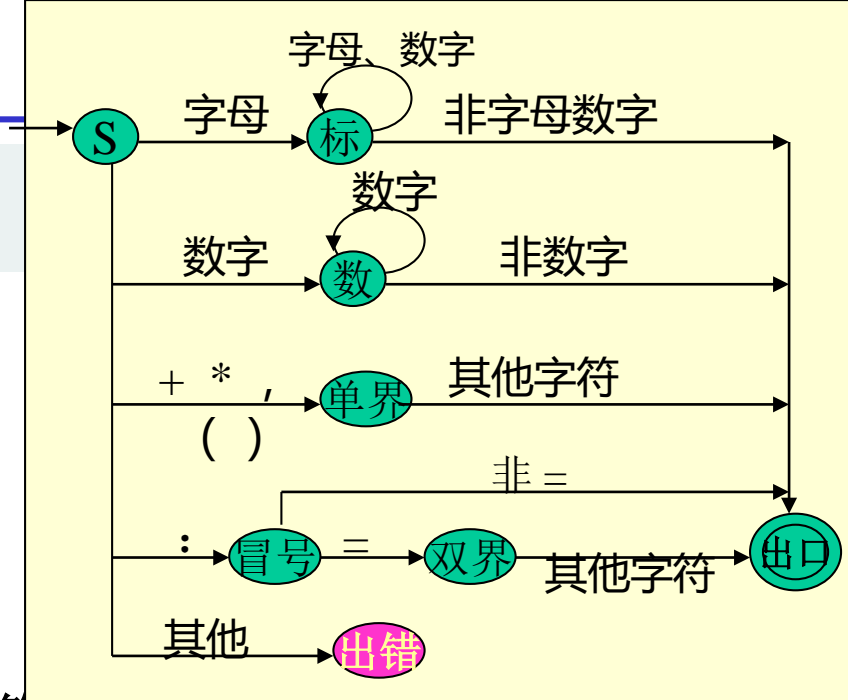 字母、数字
S 字母 标 非字母数字
数字
数字 数 非数字
+ * , 单界 其他字符
( )
非 =
: 冒号 = 双界 其他字符 出口
其他 出错